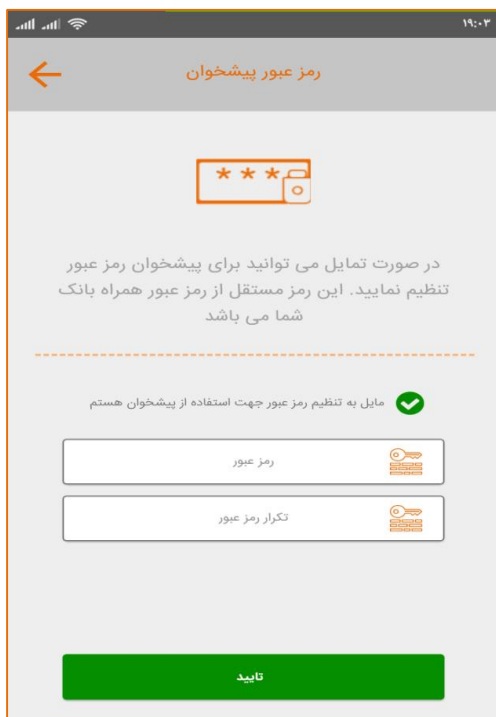 ۱۹:۰۳
رمز عبور پیشخوان
* * *
در صورت تمایل می توانید برای پیشخوان رمز عبور
تنظیم نمایید. این رمز مستقل از رمز عبور همراه بانک
شما می باشد
مایل به تنظیم رمز عبور جهت استفاده از پیشخوان هستم
رمز عبور
تکرار رمز عبور
تایید